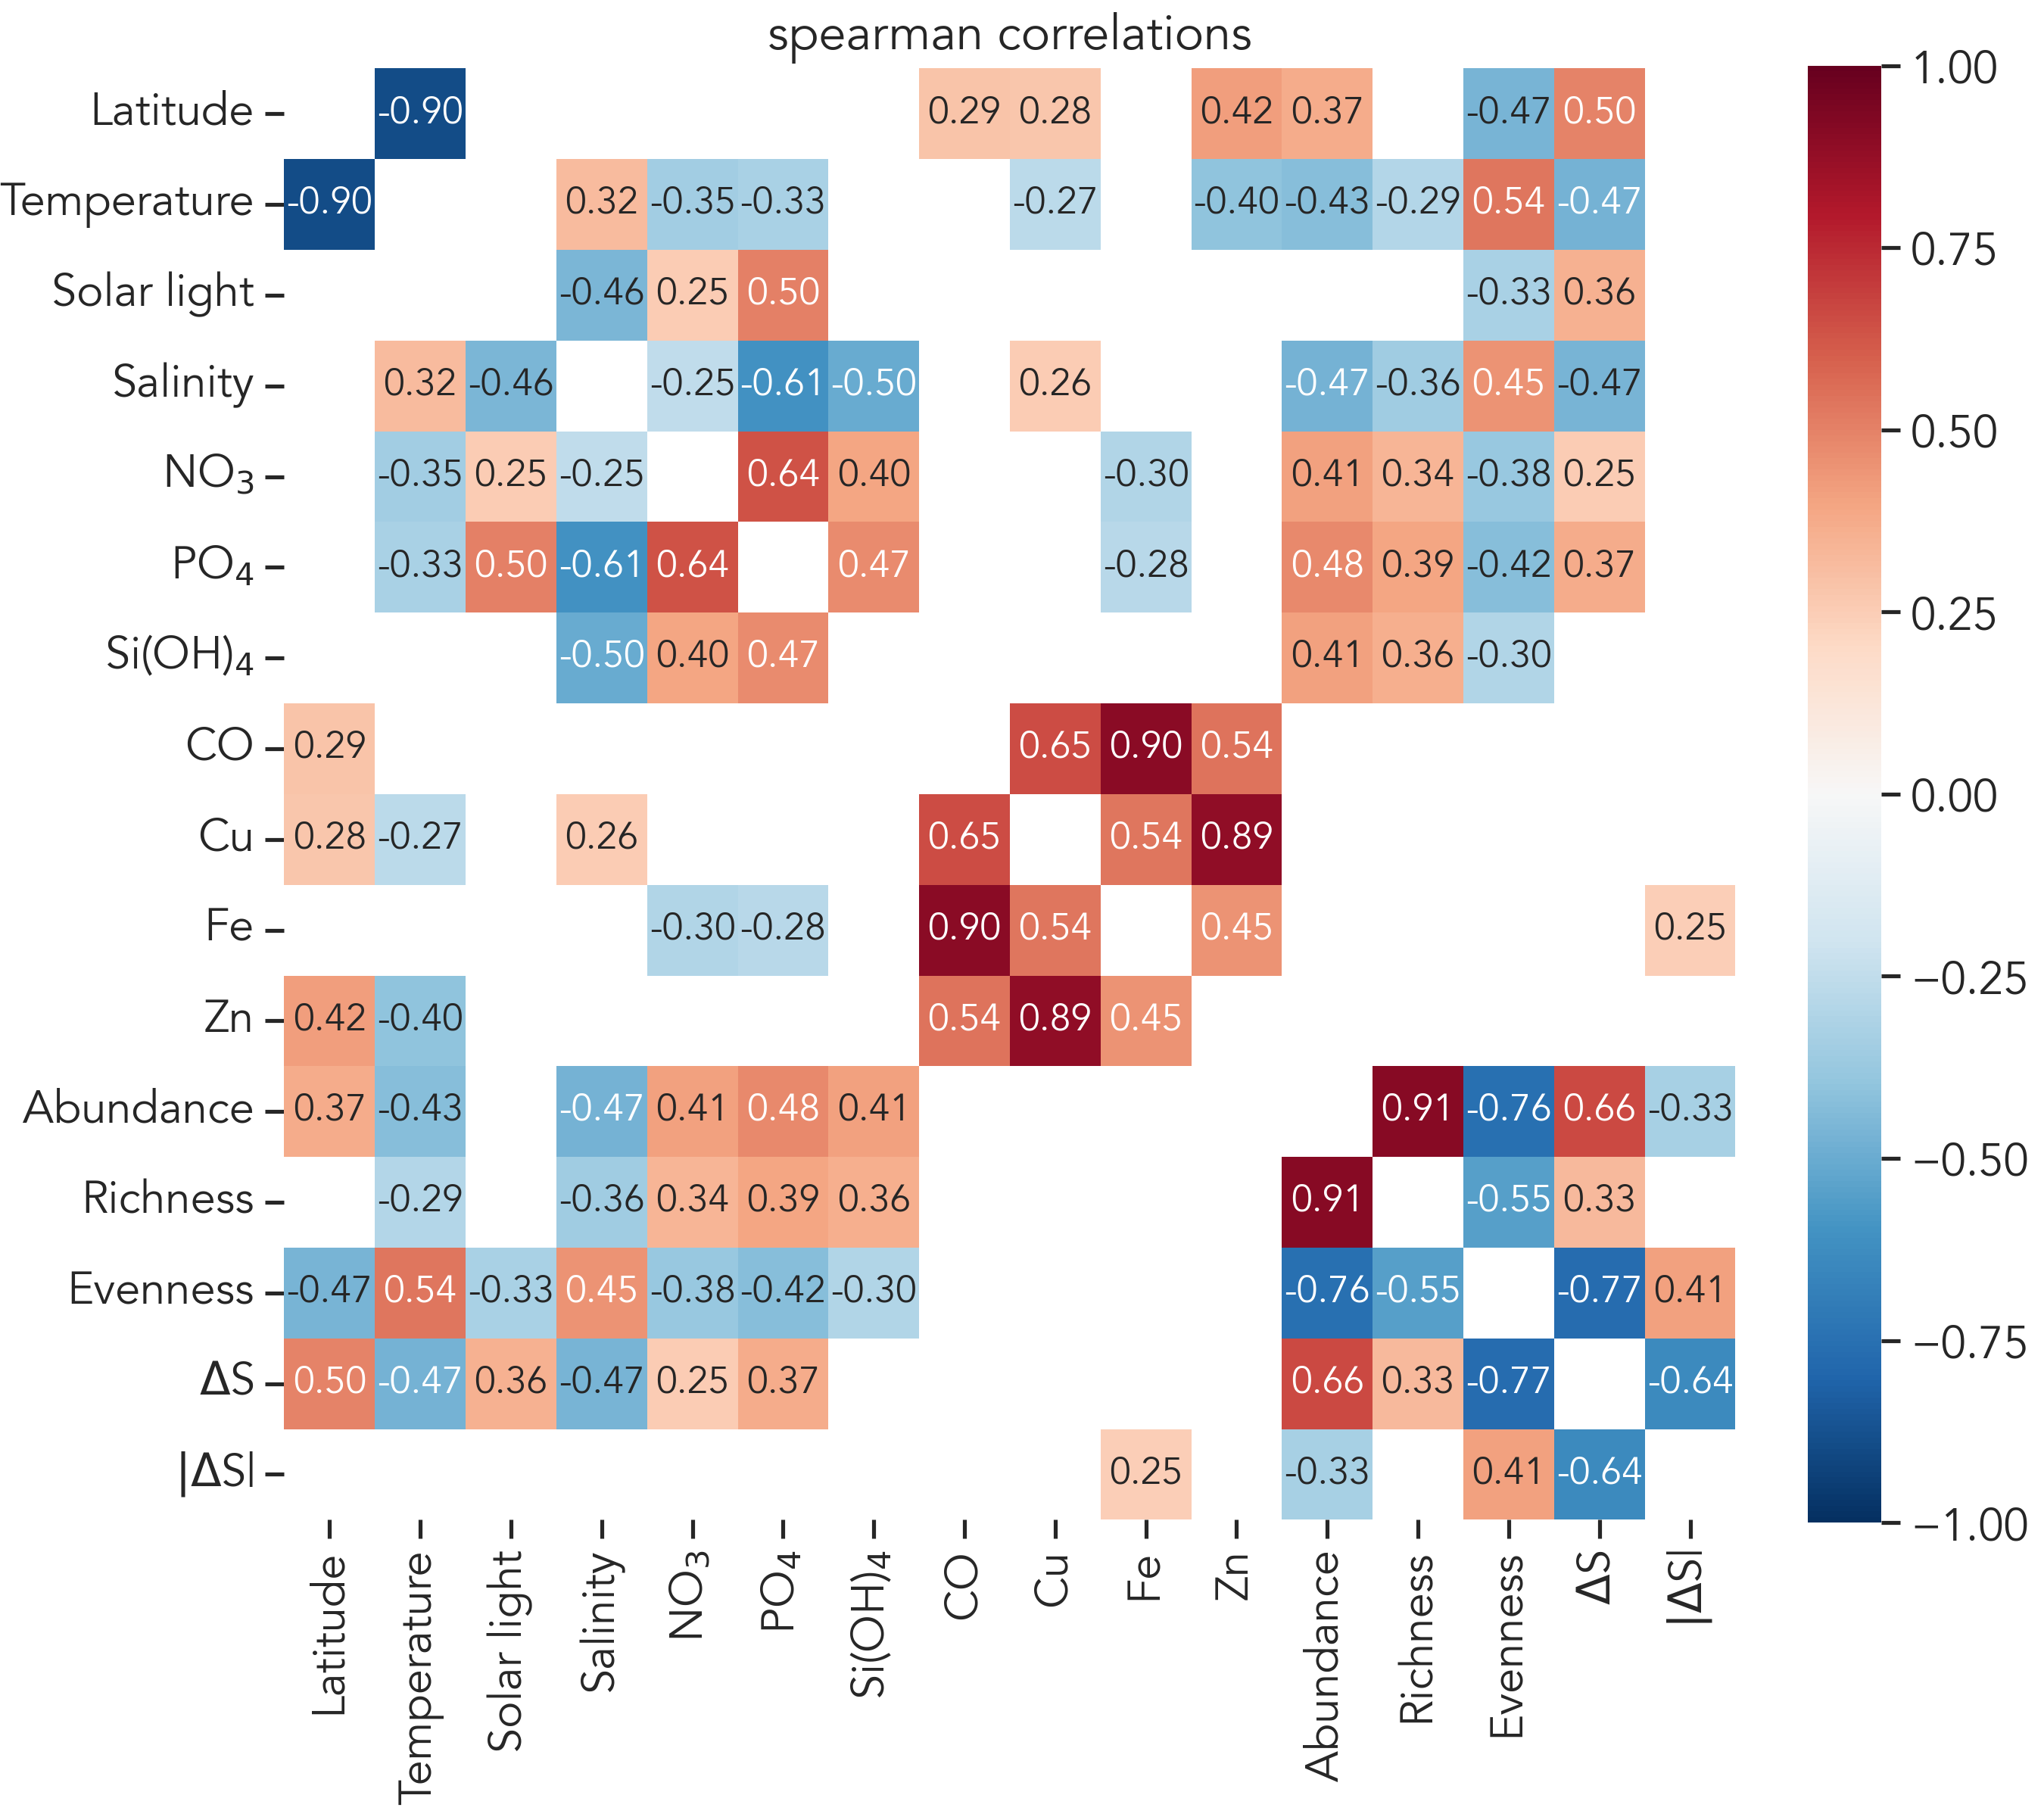 spearman correlations
Latitude -0.90 0.29 0.28 0.42 0.37 -0.47 0.50
Temperature -0.90 0.32 -0.35 -0.33 -0.27 -0.40 -0.43 -0.29 0.54 -0.47
Solar light -0.46 0.25 0.50 -0.33 0.36
Salinity 0.32 -0.46 -0.25 -0.61 -0.50 0.26 -0.47 -0.36 0.45 -0.47
NO₃ -0.35 0.25 -0.25 0.64 0.40 -0.30 0.41 0.34 -0.38 0.25
PO₄ -0.33 0.50 -0.61 0.64 0.47 -0.28 0.48 0.39 -0.42 0.37
Si(OH)₄ -0.50 0.40 0.47 0.41 0.36 -0.30
CO 0.29 0.65 0.90 0.54
Cu 0.28 -0.27 0.26 0.65 0.54 0.89
Fe -0.30 -0.28 0.90 0.54 0.45 0.25
Zn 0.42 -0.40 0.54 0.89 0.45
Abundance 0.37 -0.43 -0.47 0.41 0.48 0.41 0.91 -0.76 0.66 -0.33
Richness -0.29 -0.36 0.34 0.39 0.36 0.91 -0.55 0.33
Evenness -0.47 0.54 -0.33 0.45 -0.38 -0.42 -0.30 -0.76 -0.55 -0.77 0.41
ΔS 0.50 -0.47 0.36 -0.47 0.25 0.37 0.66 0.33 -0.77 -0.64
|ΔS| 0.25 -0.33 0.41 -0.64
Latitude
Temperature
Solar light
Salinity
NO₃
PO₄
Si(OH)₄
CO
Cu
Fe
Zn
Abundance
Richness
Evenness
ΔS
|ΔS|
1.00
0.75
0.50
0.25
0.00
−0.25
−0.50
−0.75
−1.00